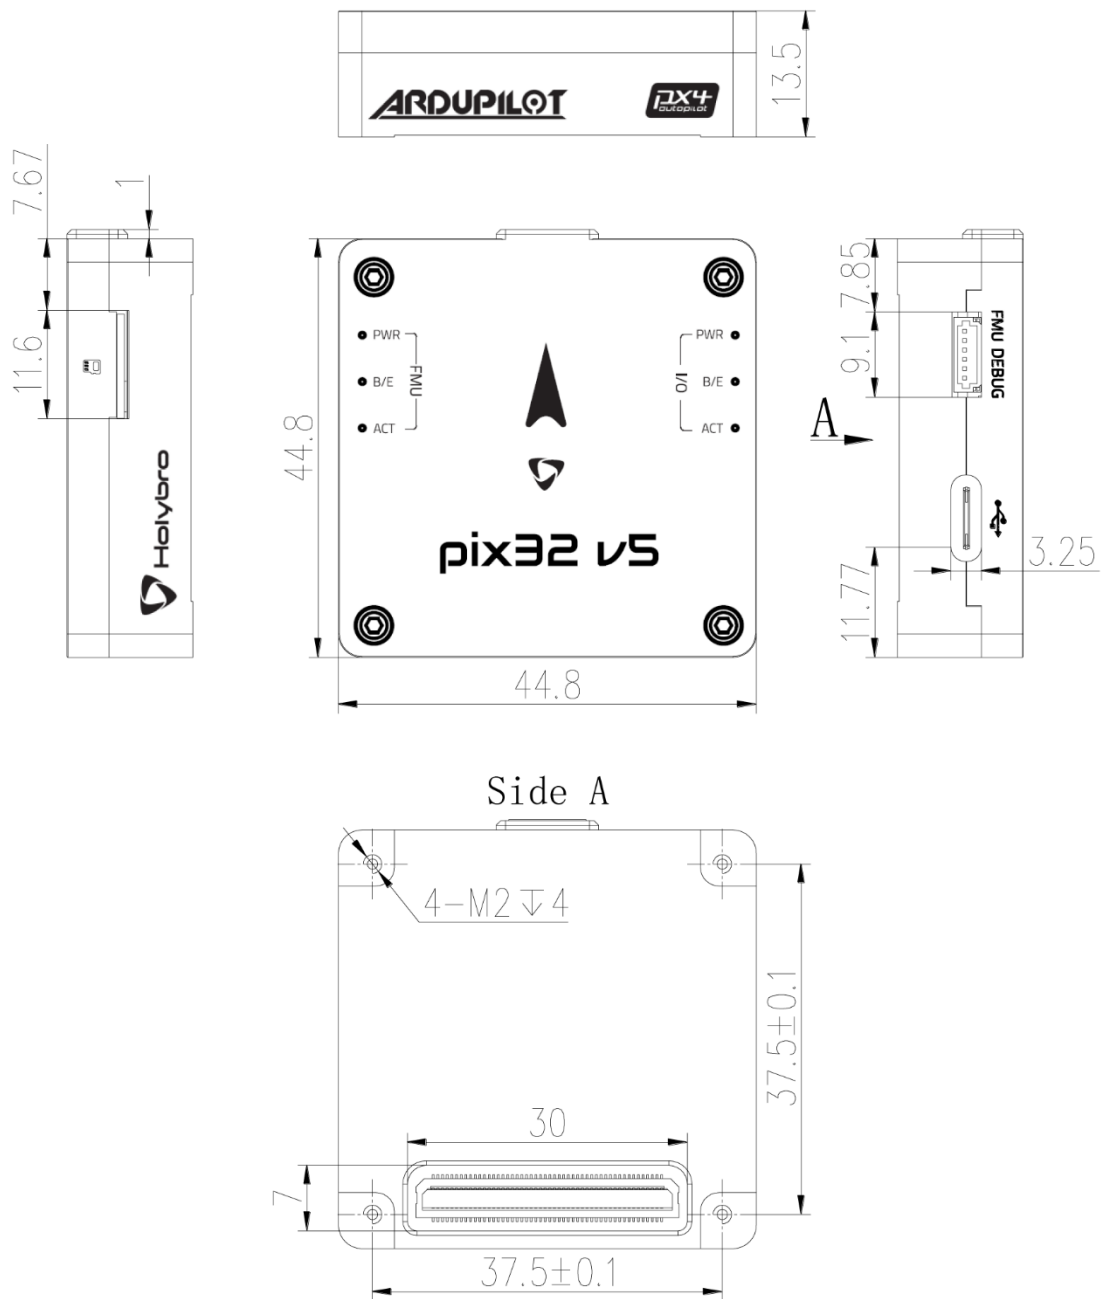 ARDUPILOT
px4
autopilot
13.5
7.67
1
11.6
Holybro
44.8
PWR
B/E
ACT
FMU
PWR
B/E
ACT
I/O
pix32 v5
44.8
7.85
9.1
FMU DEBUG
A
3.25
11.77
Side A
4-M2↧4
37.5±0.1
30
7
37.5±0.1